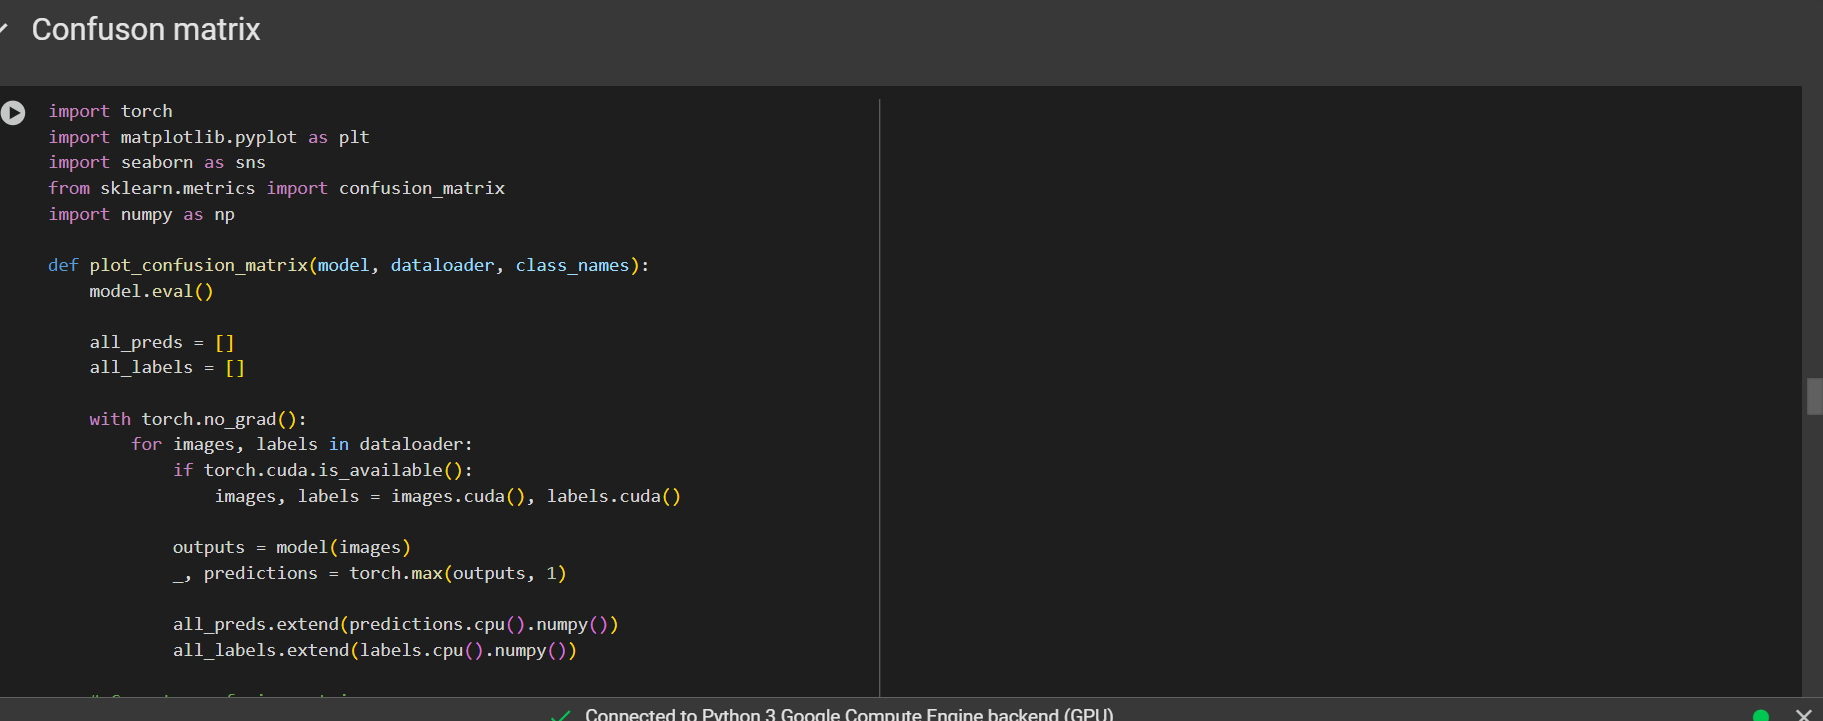 Confuson matrix
import torch
import matplotlib.pyplot as plt
import seaborn as sns
from sklearn.metrics import confusion_matrix
import numpy as np
def plot_confusion_matrix(model, dataloader, class_names):
    model.eval()
    all_preds = []
    all_labels = []
    with torch.no_grad():
        for images, labels in dataloader:
            if torch.cuda.is_available():
                images, labels = images.cuda(), labels.cuda()
            outputs = model(images)
            _, predictions = torch.max(outputs, 1)
            all_preds.extend(predictions.cpu().numpy())
            all_labels.extend(labels.cpu().numpy())
Connected to Python 3 Google Compute Engine backend (GPU)